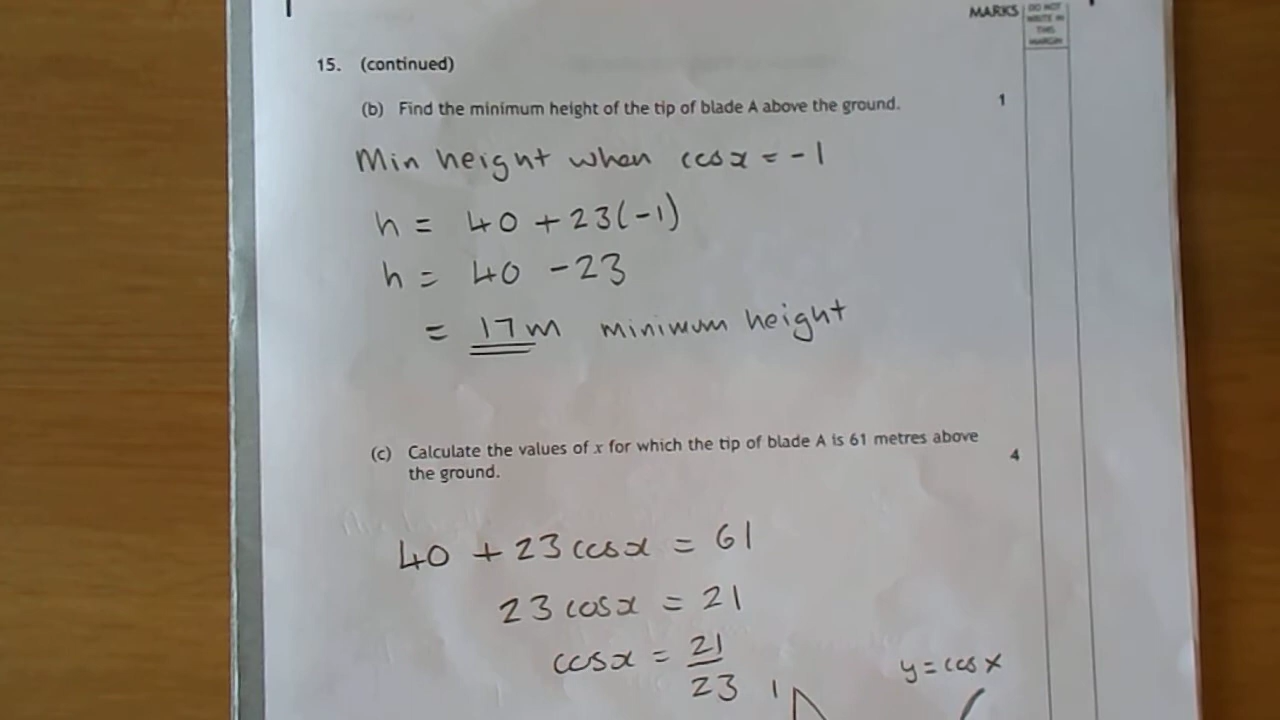 MARKS
DO NOT
WRITE IN
THIS
MARGIN
15. (continued)
(b) Find the minimum height of the tip of blade A above the ground. 1
Min height when cos x = -1
h = 40 + 23(-1)
h = 40 - 23
= 17m minimum height
(c) Calculate the values of x for which the tip of blade A is 61 metres above
the ground. 4
40 + 23 cos x = 61
23 cos x = 21
cos x = 21/23
y = cos x
1